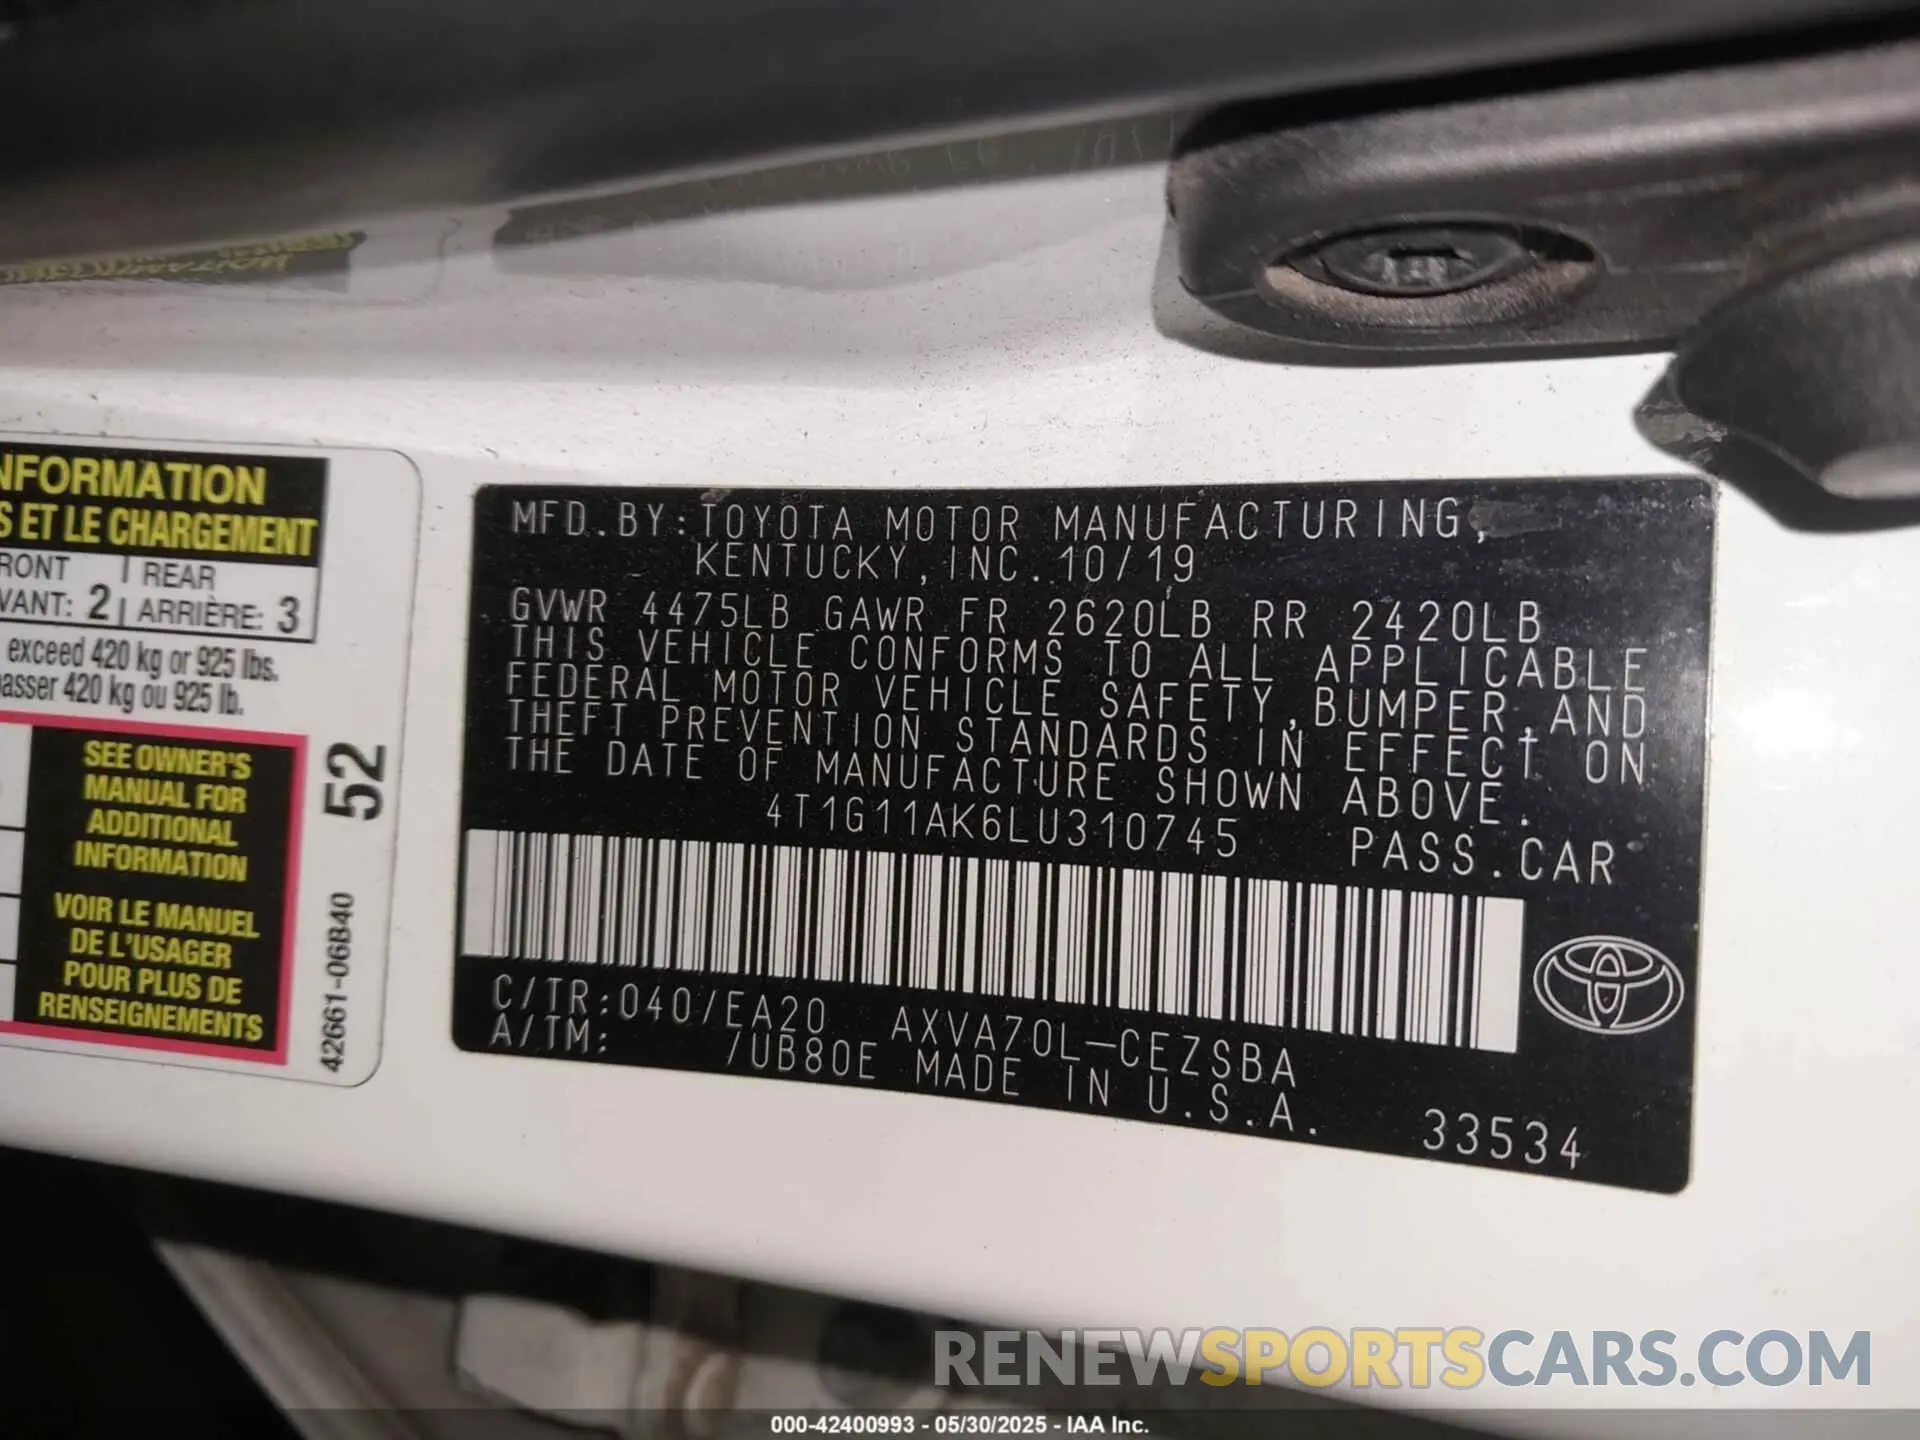 NFORMATION
S ET LE CHARGEMENT
RONT | REAR
VANT: 2 | ARRIÈRE: 3
exceed 420 kg or 925 lbs.
asser 420 kg ou 925 lb.
SEE OWNER'S
MANUAL FOR
ADDITIONAL
INFORMATION
VOIR LE MANUEL
DE L'USAGER
POUR PLUS DE
RENSEIGNEMENTS
52
42661-06B40
MFD.BY:TOYOTA MOTOR MANUFACTURING,
KENTUCKY,INC. 10/19
GVWR 4475LB GAWR FR 2620LB RR 2420LB
THIS VEHICLE CONFORMS TO ALL APPLICABLE
FEDERAL MOTOR VEHICLE SAFETY,BUMPER,AND
THEFT PREVENTION STANDARDS IN EFFECT ON
THE DATE OF MANUFACTURE SHOWN ABOVE.
4T1G11AK6LU310745 PASS.CAR
C/TR:040/EA20 AXVA70L-CEZSBA
A/TM: /UB80E MADE IN U.S.A.
33534
RENEWSPORTSCARS.COM
000-42400993 - 05/30/2025 - IAA Inc.